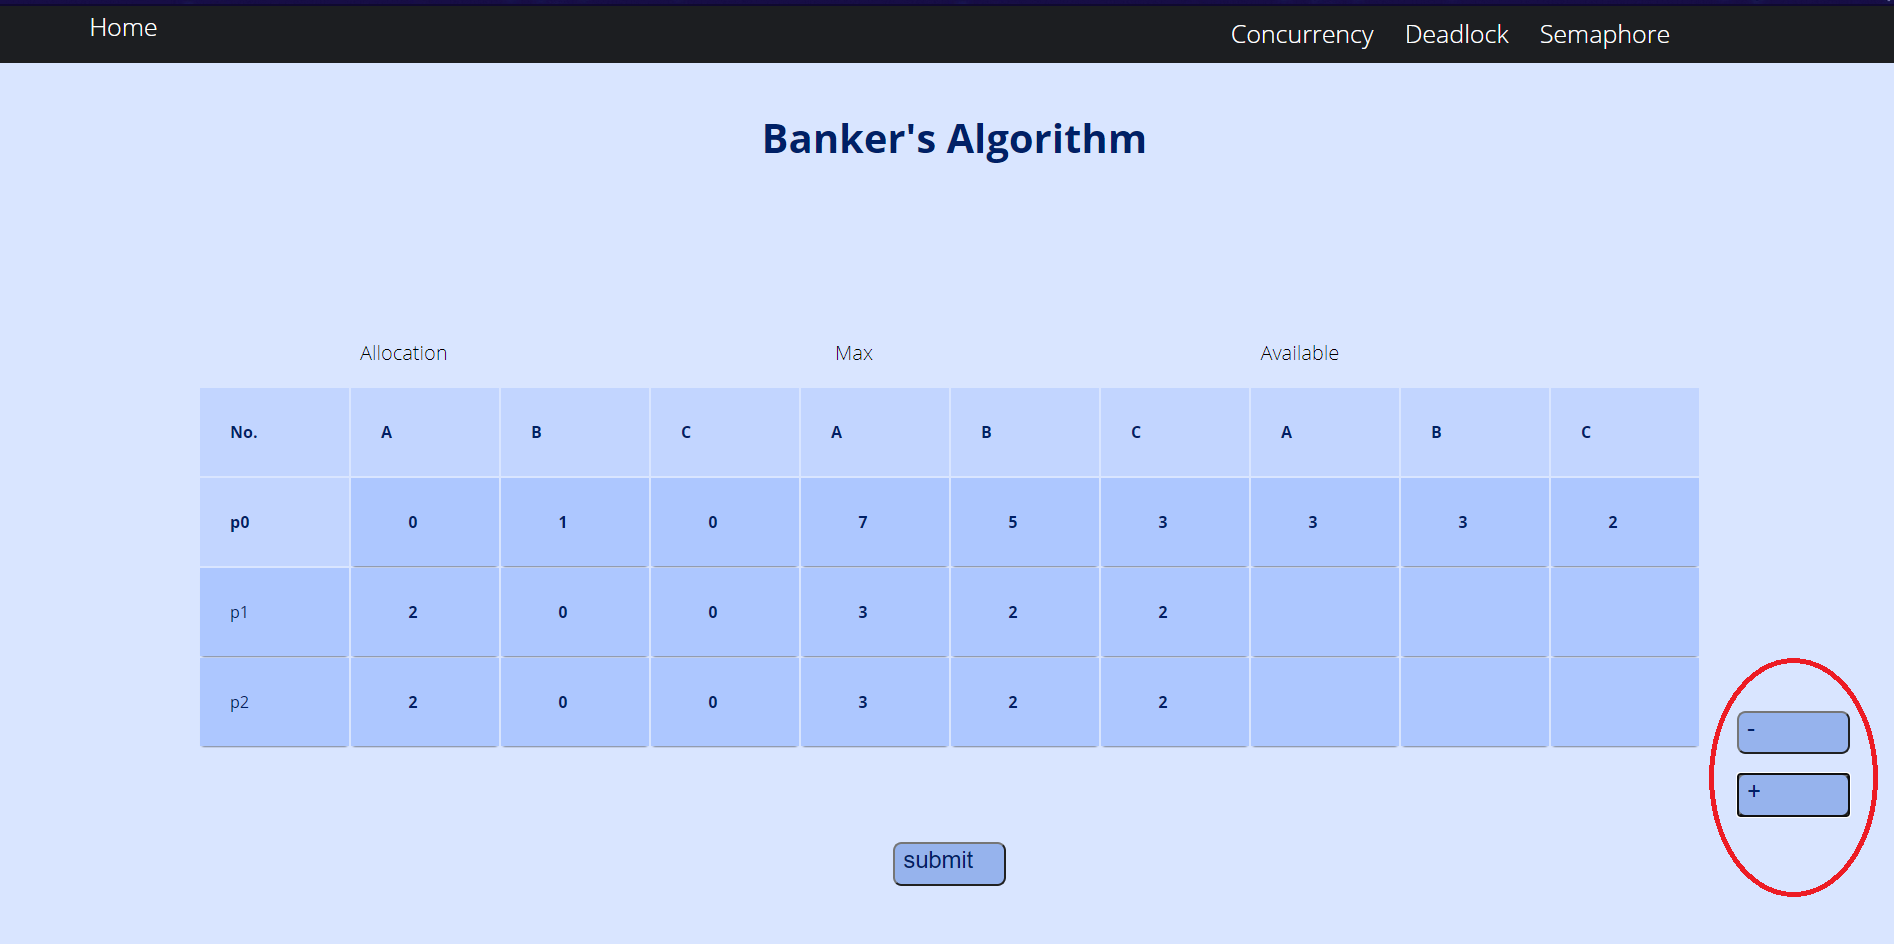 Home Concurrency Deadlock Semaphore
Banker's Algorithm
Allocation Max Available
No. A B C A B C A B C
p0 0 1 0 7 5 3 3 3 2
p1 2 0 0 3 2 2
p2 2 0 0 3 2 2
-
+
submit